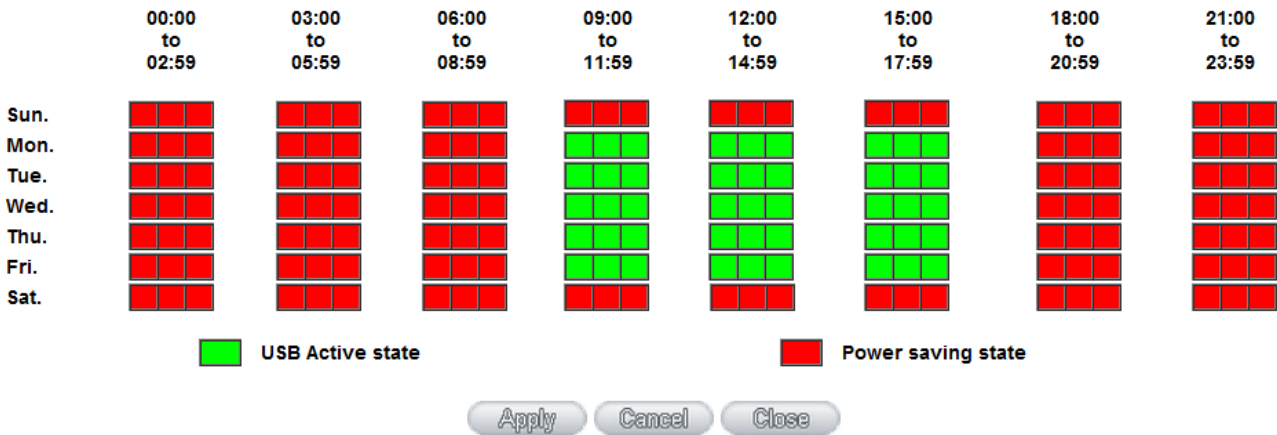 00:00 03:00 06:00 09:00 12:00 15:00 18:00 21:00
to to to to to to to to
02:59 05:59 08:59 11:59 14:59 17:59 20:59 23:59
Sun.
Mon.
Tue.
Wed.
Thu.
Fri.
Sat.
USB Active state Power saving state
Apply Cancel Close